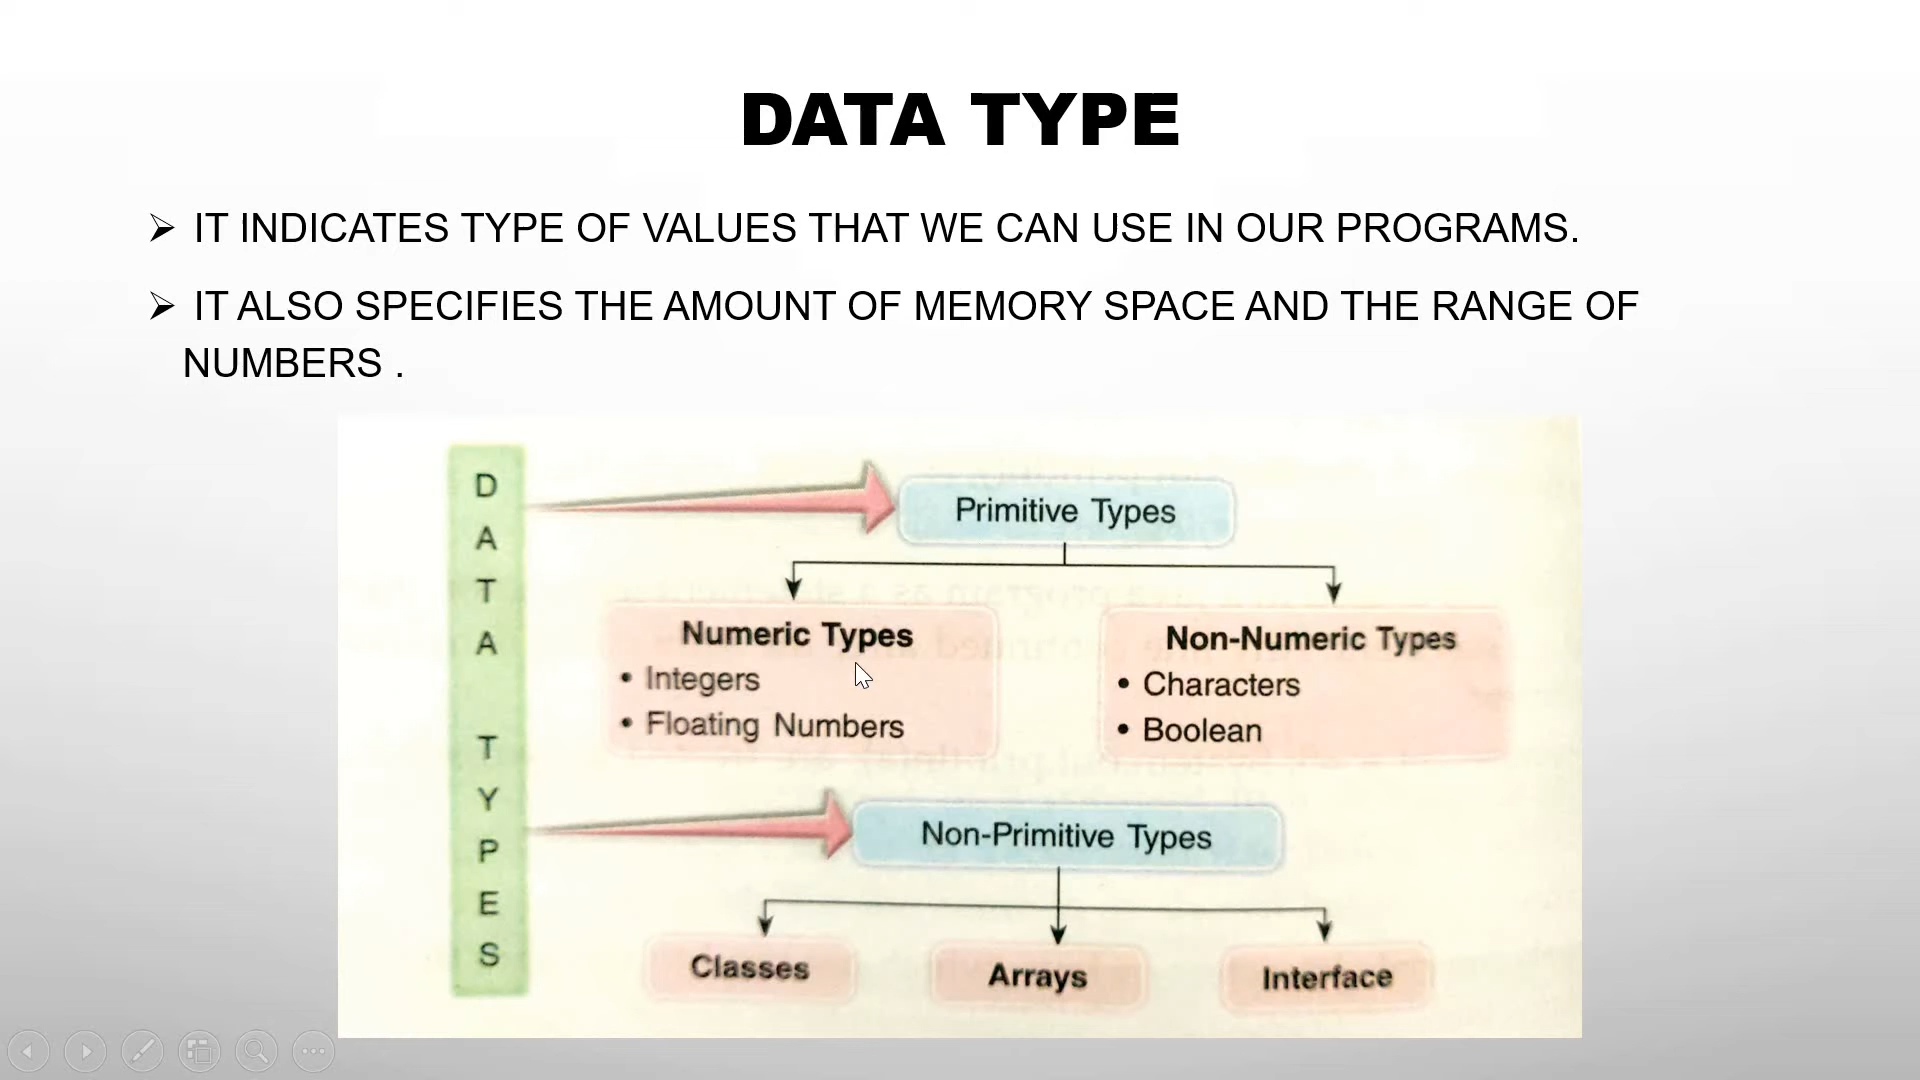 DATA TYPE
➢ IT INDICATES TYPE OF VALUES THAT WE CAN USE IN OUR PROGRAMS.
➢ IT ALSO SPECIFIES THE AMOUNT OF MEMORY SPACE AND THE RANGE OF
NUMBERS .
DATA TYPES
Primitive Types
Numeric Types
• Integers
• Floating Numbers
Non-Numeric Types
• Characters
• Boolean
Non-Primitive Types
Classes
Arrays
Interface